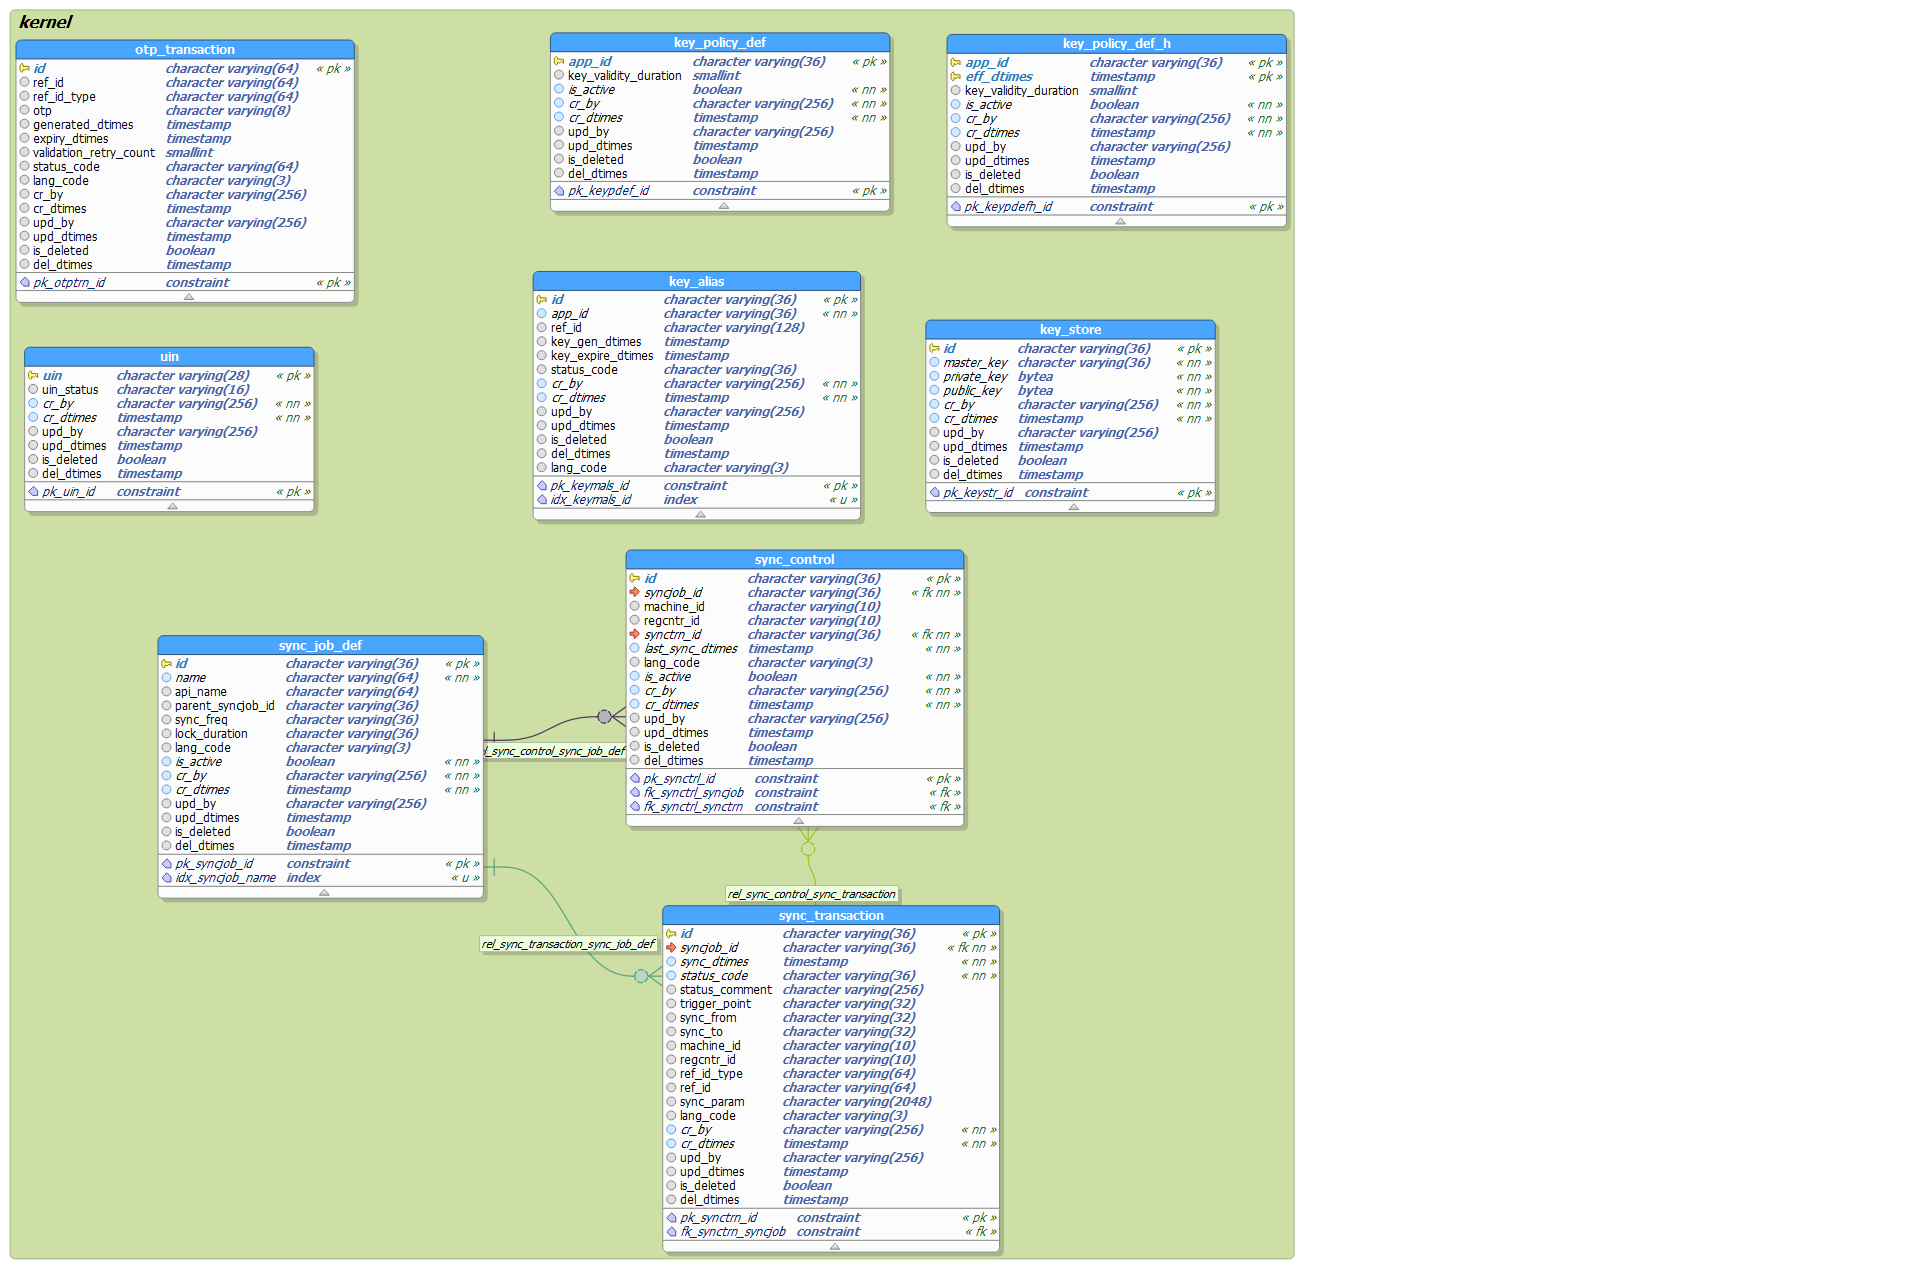 kernel
otp_transaction
id character varying(64) « pk »
ref_id character varying(64)
ref_id_type character varying(64)
otp character varying(8)
generated_dtimes timestamp
expiry_dtimes timestamp
validation_retry_count smallint
status_code character varying(64)
lang_code character varying(3)
cr_by character varying(256)
cr_dtimes timestamp
upd_by character varying(256)
upd_dtimes timestamp
is_deleted boolean
del_dtimes timestamp
pk_otptrn_id constraint « pk »
key_policy_def
app_id character varying(36) « pk »
key_validity_duration smallint
is_active boolean « nn »
cr_by character varying(256) « nn »
cr_dtimes timestamp « nn »
upd_by character varying(256)
upd_dtimes timestamp
is_deleted boolean
del_dtimes timestamp
pk_keypdef_id constraint « pk »
key_policy_def_h
app_id character varying(36) « pk »
eff_dtimes timestamp « pk »
key_validity_duration smallint
is_active boolean « nn »
cr_by character varying(256) « nn »
cr_dtimes timestamp « nn »
upd_by character varying(256)
upd_dtimes timestamp
is_deleted boolean
del_dtimes timestamp
pk_keypdefh_id constraint « pk »
uin
uin character varying(28) « pk »
uin_status character varying(16)
cr_by character varying(256) « nn »
cr_dtimes timestamp « nn »
upd_by character varying(256)
upd_dtimes timestamp
is_deleted boolean
del_dtimes timestamp
pk_uin_id constraint « pk »
key_alias
id character varying(36) « pk »
app_id character varying(36) « nn »
ref_id character varying(128)
key_gen_dtimes timestamp
key_expire_dtimes timestamp
status_code character varying(36)
cr_by character varying(256) « nn »
cr_dtimes timestamp « nn »
upd_by character varying(256)
upd_dtimes timestamp
is_deleted boolean
del_dtimes timestamp
lang_code character varying(3)
pk_keymals_id constraint « pk »
idx_keymals_id index « u »
key_store
id character varying(36) « pk »
master_key character varying(36) « nn »
private_key bytea « nn »
public_key bytea « nn »
cr_by character varying(256) « nn »
cr_dtimes timestamp « nn »
upd_by character varying(256)
upd_dtimes timestamp
is_deleted boolean
del_dtimes timestamp
pk_keystr_id constraint « pk »
sync_control
id character varying(36) « pk »
syncjob_id character varying(36) « fk nn »
machine_id character varying(10)
regcntr_id character varying(10)
synctrn_id character varying(36) « fk nn »
last_sync_dtimes timestamp « nn »
lang_code character varying(3)
is_active boolean « nn »
cr_by character varying(256) « nn »
cr_dtimes timestamp « nn »
upd_by character varying(256)
upd_dtimes timestamp
is_deleted boolean
del_dtimes timestamp
pk_synctrl_id constraint « pk »
fk_synctrl_syncjob constraint « fk »
fk_synctrl_synctrn constraint « fk »
sync_job_def
id character varying(36) « pk »
name character varying(64) « nn »
api_name character varying(64)
parent_syncjob_id character varying(36)
sync_freq character varying(36)
lock_duration character varying(36)
lang_code character varying(3)
is_active boolean « nn »
cr_by character varying(256) « nn »
cr_dtimes timestamp « nn »
upd_by character varying(256)
upd_dtimes timestamp
is_deleted boolean
del_dtimes timestamp
pk_syncjob_id constraint « pk »
idx_syncjob_name index « u »
l_sync_control_sync_job_def
rel_sync_control_sync_transaction
rel_sync_transaction_sync_job_def
sync_transaction
id character varying(36) « pk »
syncjob_id character varying(36) « fk nn »
sync_dtimes timestamp « nn »
status_code character varying(36) « nn »
status_comment character varying(256)
trigger_point character varying(32)
sync_from character varying(32)
sync_to character varying(32)
machine_id character varying(10)
regcntr_id character varying(10)
ref_id_type character varying(64)
ref_id character varying(64)
sync_param character varying(2048)
lang_code character varying(3)
cr_by character varying(256) « nn »
cr_dtimes timestamp « nn »
upd_by character varying(256)
upd_dtimes timestamp
is_deleted boolean
del_dtimes timestamp
pk_synctrn_id constraint « pk »
fk_synctrn_syncjob constraint « fk »